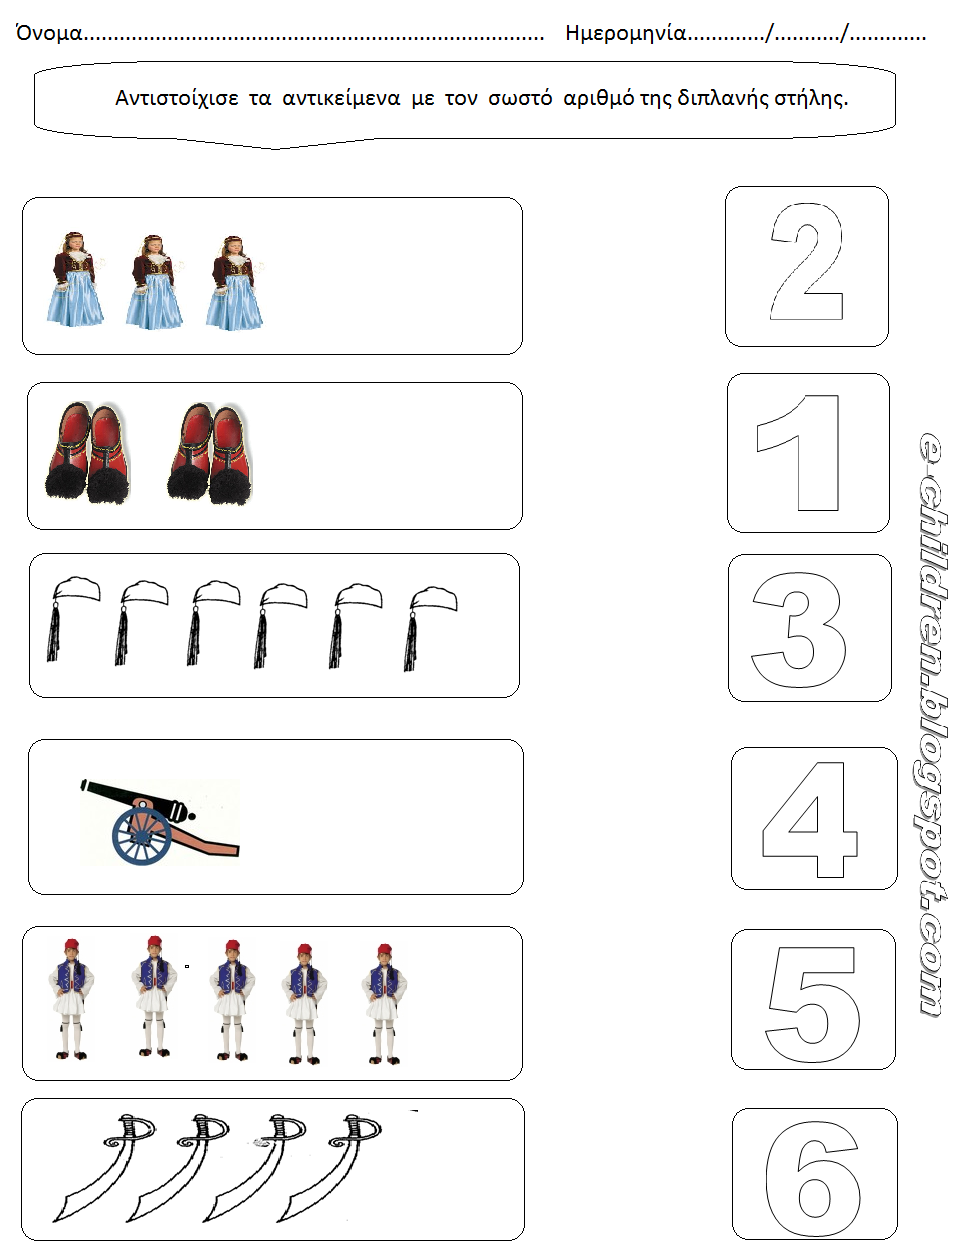 Όνομα............................................................................. Ημερομηνία............./.........../.............
Αντιστοίχισε τα αντικείμενα με τον σωστό αριθμό της διπλανής στήλης.
2
1
3
4
5
6
e-children.blogspot.com